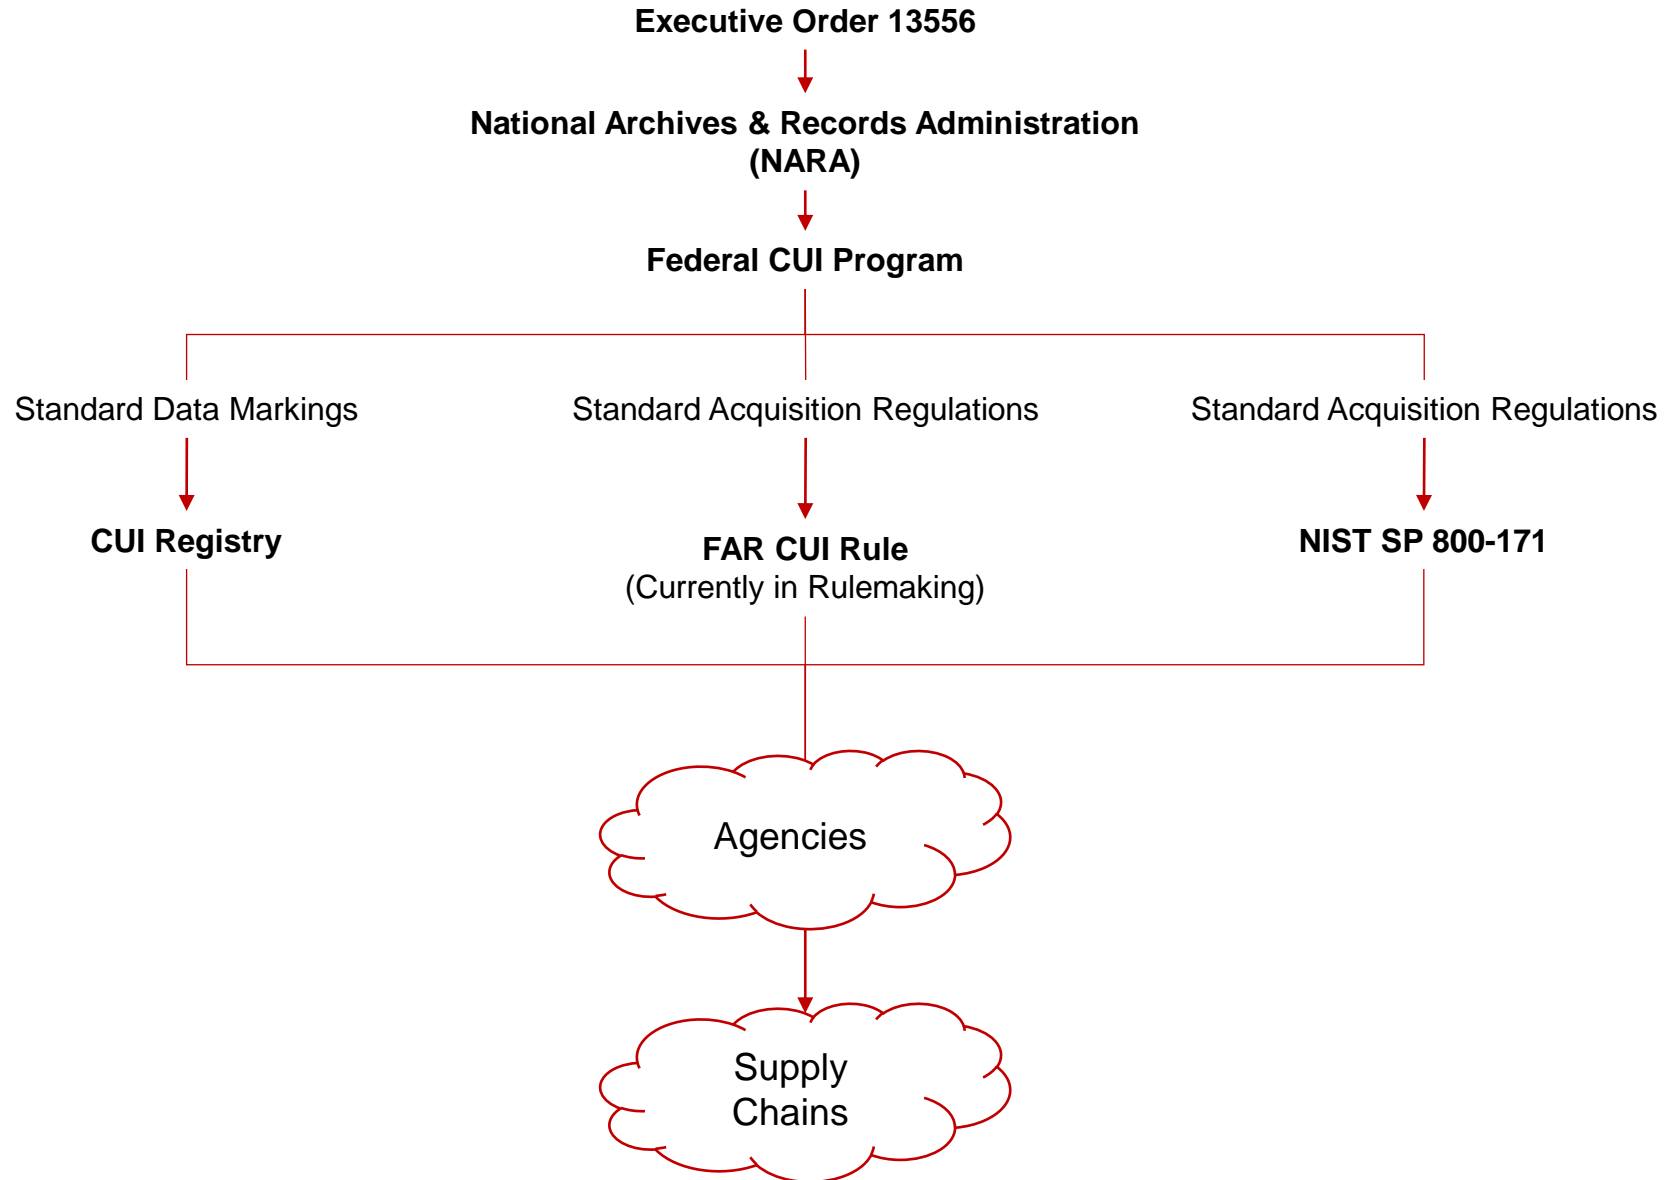 Executive Order 13556
National Archives & Records Administration
(NARA)
Federal CUI Program
Standard Data Markings
Standard Acquisition Regulations
Standard Acquisition Regulations
CUI Registry
FAR CUI Rule
(Currently in Rulemaking)
NIST SP 800-171
Agencies
Supply
Chains